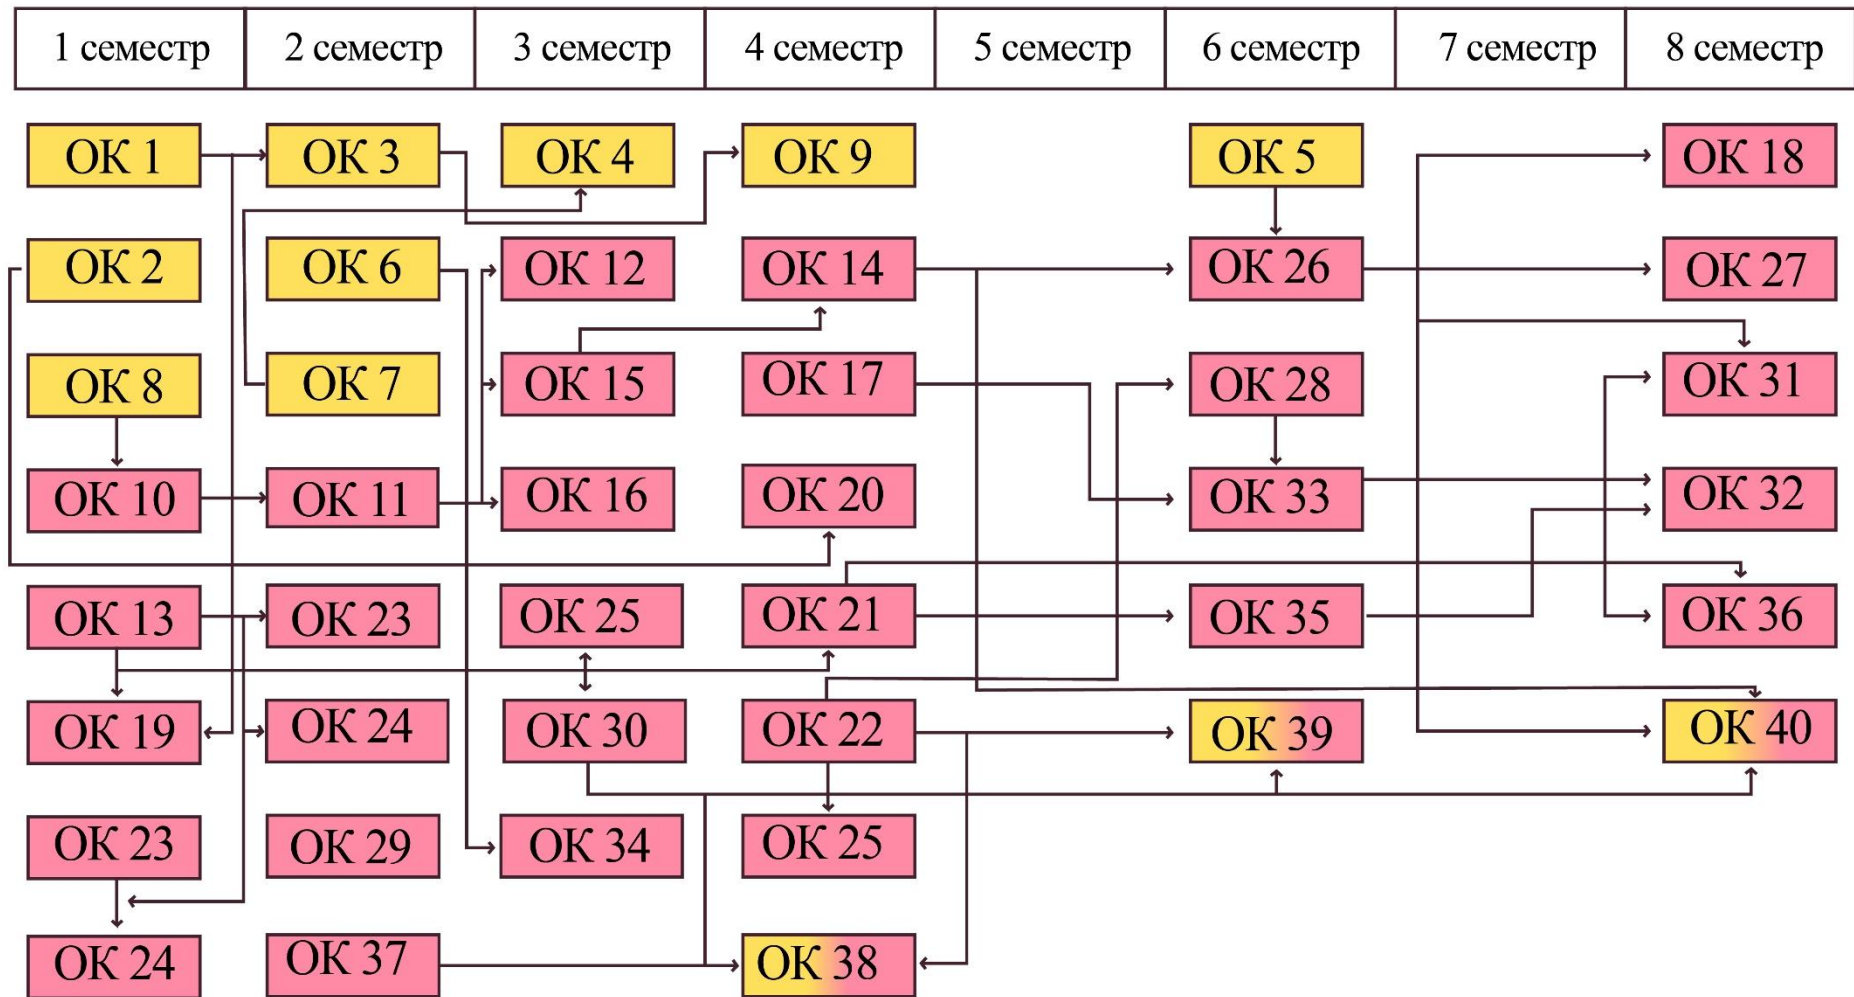 1 семестр 2 семестр 3 семестр 4 семестр 5 семестр 6 семестр 7 семестр 8 семестр
ОК 1 ОК 3 ОК 4 ОК 9 ОК 5 ОК 18
ОК 2 ОК 6 ОК 12 ОК 14 ОК 26 ОК 27
ОК 8 ОК 7 ОК 15 ОК 17 ОК 28 ОК 31
ОК 10 ОК 11 ОК 16 ОК 20 ОК 33 ОК 32
ОК 13 ОК 23 ОК 25 ОК 21 ОК 35 ОК 36
ОК 19 ОК 24 ОК 30 ОК 22 ОК 39 ОК 40
ОК 23 ОК 29 ОК 34 ОК 25
ОК 24 ОК 37 ОК 38